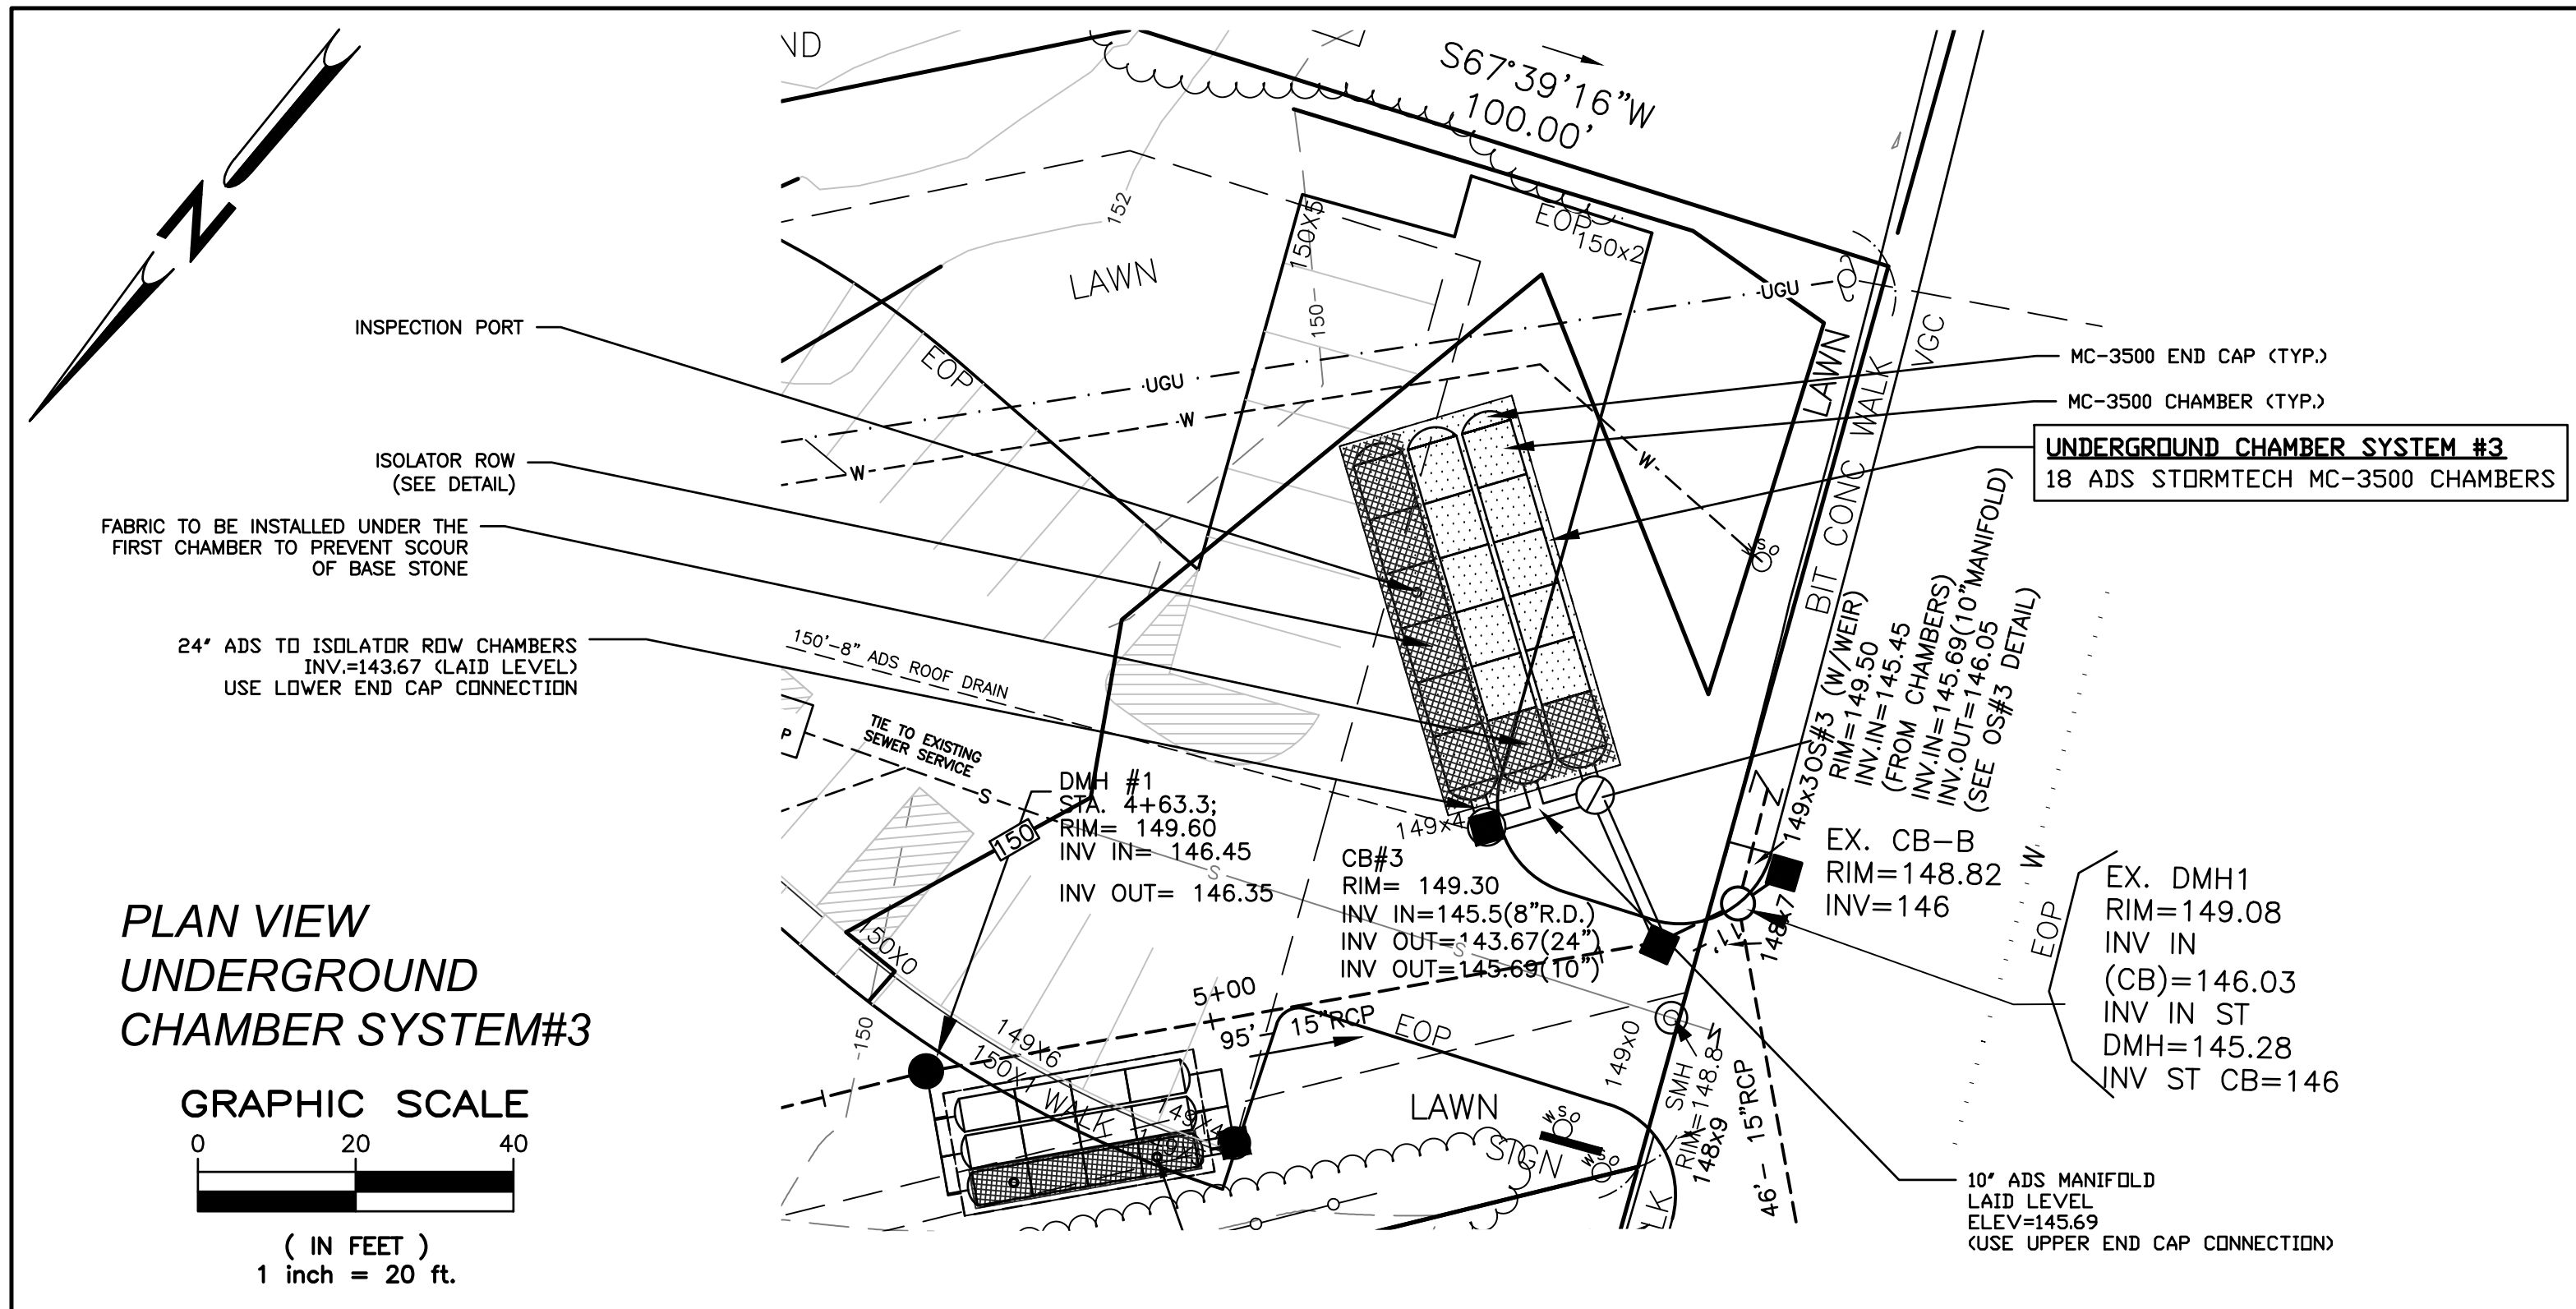 N
ND
S67°39'16"W
100.00'
152
LAWN
150X5
EOP
150x2
150
EOP
UGU
UGU
W
W
W
LAWN
BIT CONC WALK
VGC
WSO
INSPECTION PORT
ISOLATOR ROW
(SEE DETAIL)
FABRIC TO BE INSTALLED UNDER THE
FIRST CHAMBER TO PREVENT SCOUR
OF BASE STONE
24" ADS TO ISOLATOR ROW CHAMBERS
INV.=143.67 (LAID LEVEL)
USE LOWER END CAP CONNECTION
MC-3500 END CAP (TYP.)
MC-3500 CHAMBER (TYP.)
UNDERGROUND CHAMBER SYSTEM #3
18 ADS STORMTECH MC-3500 CHAMBERS
150'-8" ADS ROOF DRAIN
P
TIE TO EXISTING
SEWER SERVICE
S
150
DMH #1
STA. 4+63.3;
RIM= 149.60
INV IN= 146.45
INV OUT= 146.35
S
149x4
CB#3
RIM= 149.30
INV IN=145.5(8"R.D.)
INV OUT=143.67(24")
INV OUT=145.69(10")
S
149x3
OS#3 (W/WEIR)
RIM=149.50
INV.IN=145.45
(FROM CHAMBERS)
INV.IN=145.69(10"MANIFOLD)
INV.OUT=146.05
(SEE OS#3 DETAIL)
EX. CB-B
RIM=148.82
INV=146
148x7
11'
W
EOP
EX. DMH1
RIM=149.08
INV IN
(CB)=146.03
INV IN ST
DMH=145.28
INV ST CB=146
150X0
-150
5+00
95'- 15"RCP
EOP
149X6
150X1
WALK
149x0
SMH
RIM=148.8
148x9
46'- 15"RCP
LAWN
SIGN
WSO
WSO
LK
10" ADS MANIFOLD
LAID LEVEL
ELEV=145.69
(USE UPPER END CAP CONNECTION)
PLAN VIEW
UNDERGROUND
CHAMBER SYSTEM#3
GRAPHIC SCALE
0 20 40
( IN FEET )
1 inch = 20 ft.